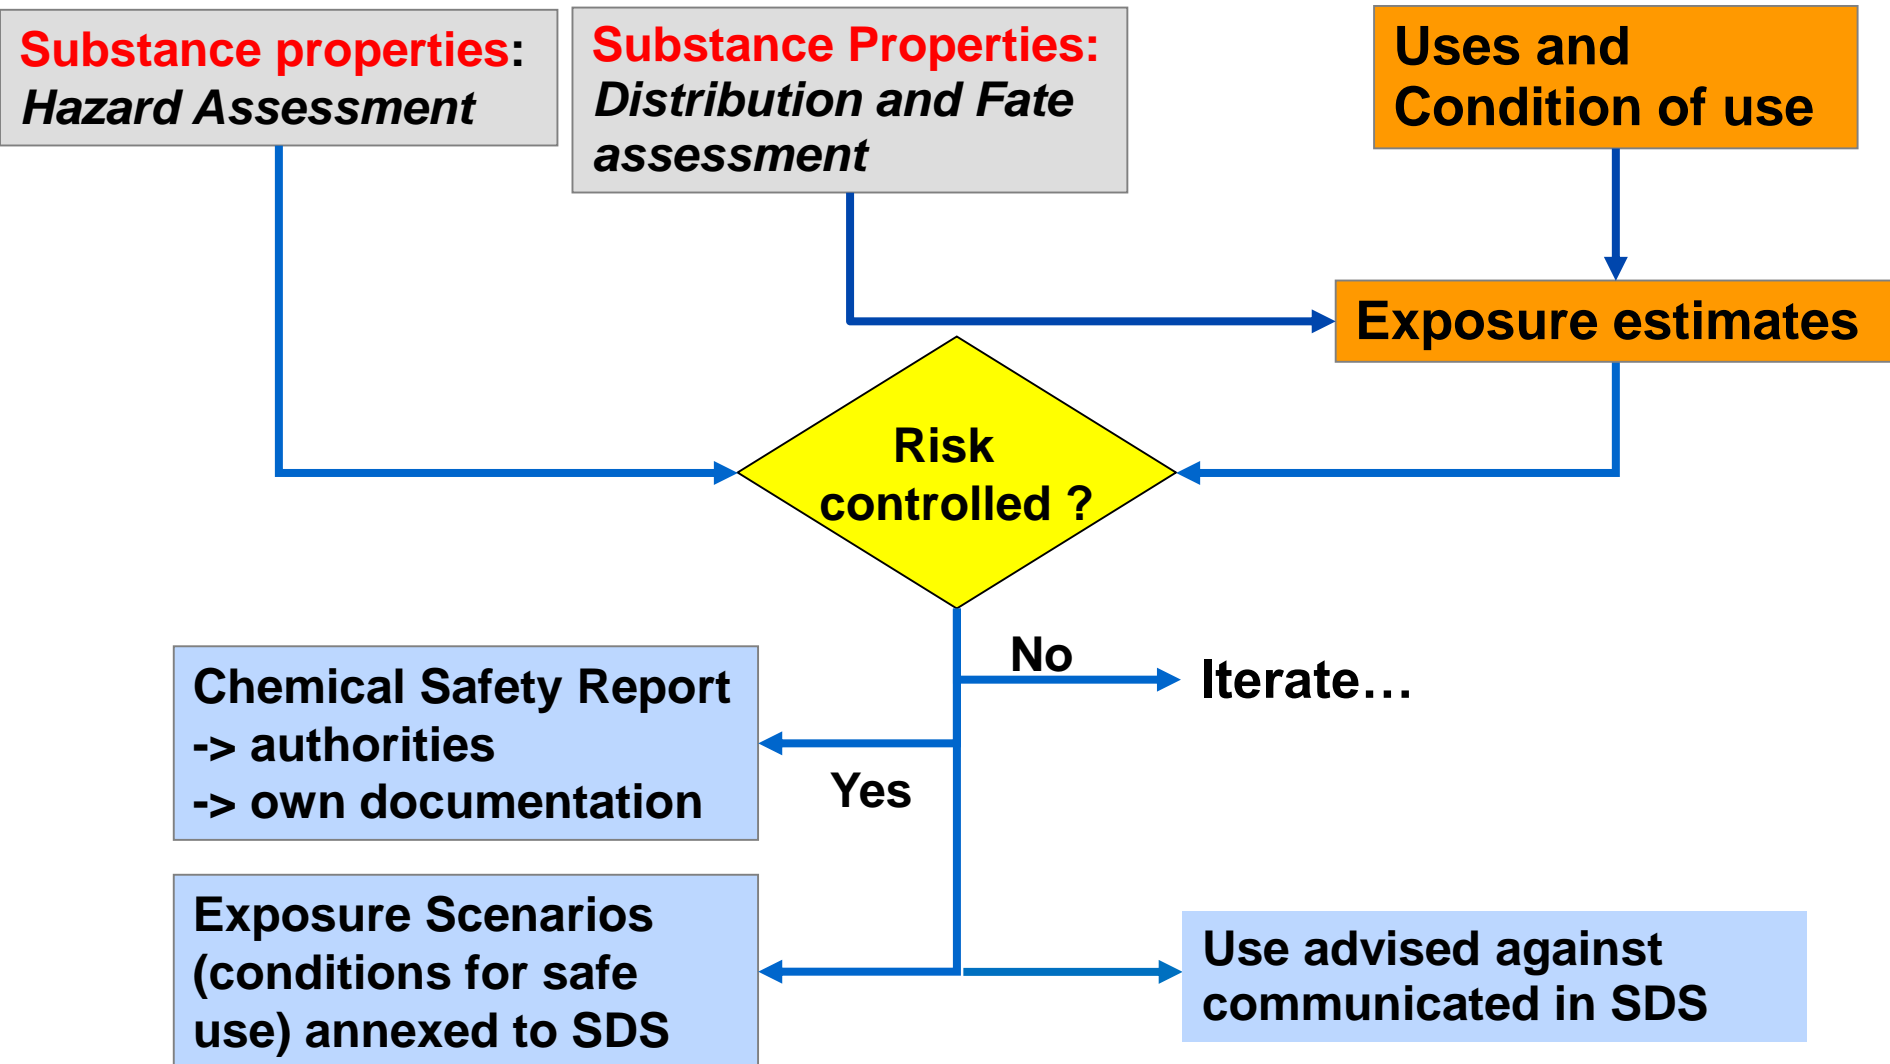 Substance properties:
Hazard Assessment
Substance Properties:
Distribution and Fate
assessment
Uses and
Condition of use
Exposure estimates
Risk
controlled ?
No
Iterate…
Chemical Safety Report
-> authorities
-> own documentation
Yes
Exposure Scenarios
(conditions for safe
use) annexed to SDS
Use advised against
communicated in SDS